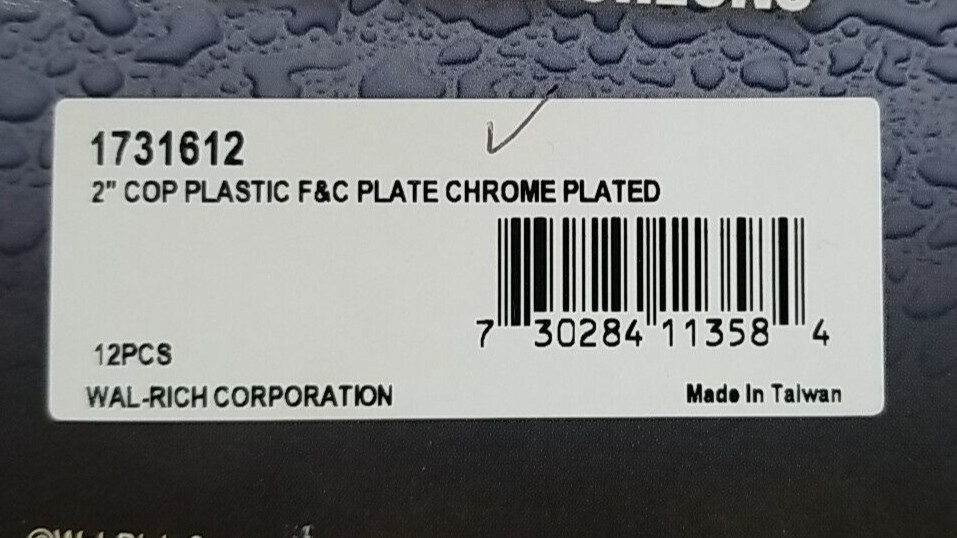 1731612
2" COP PLASTIC F&C PLATE CHROME PLATED
7 30284 11358 4
12PCS
WAL-RICH CORPORATION
Made In Taiwan